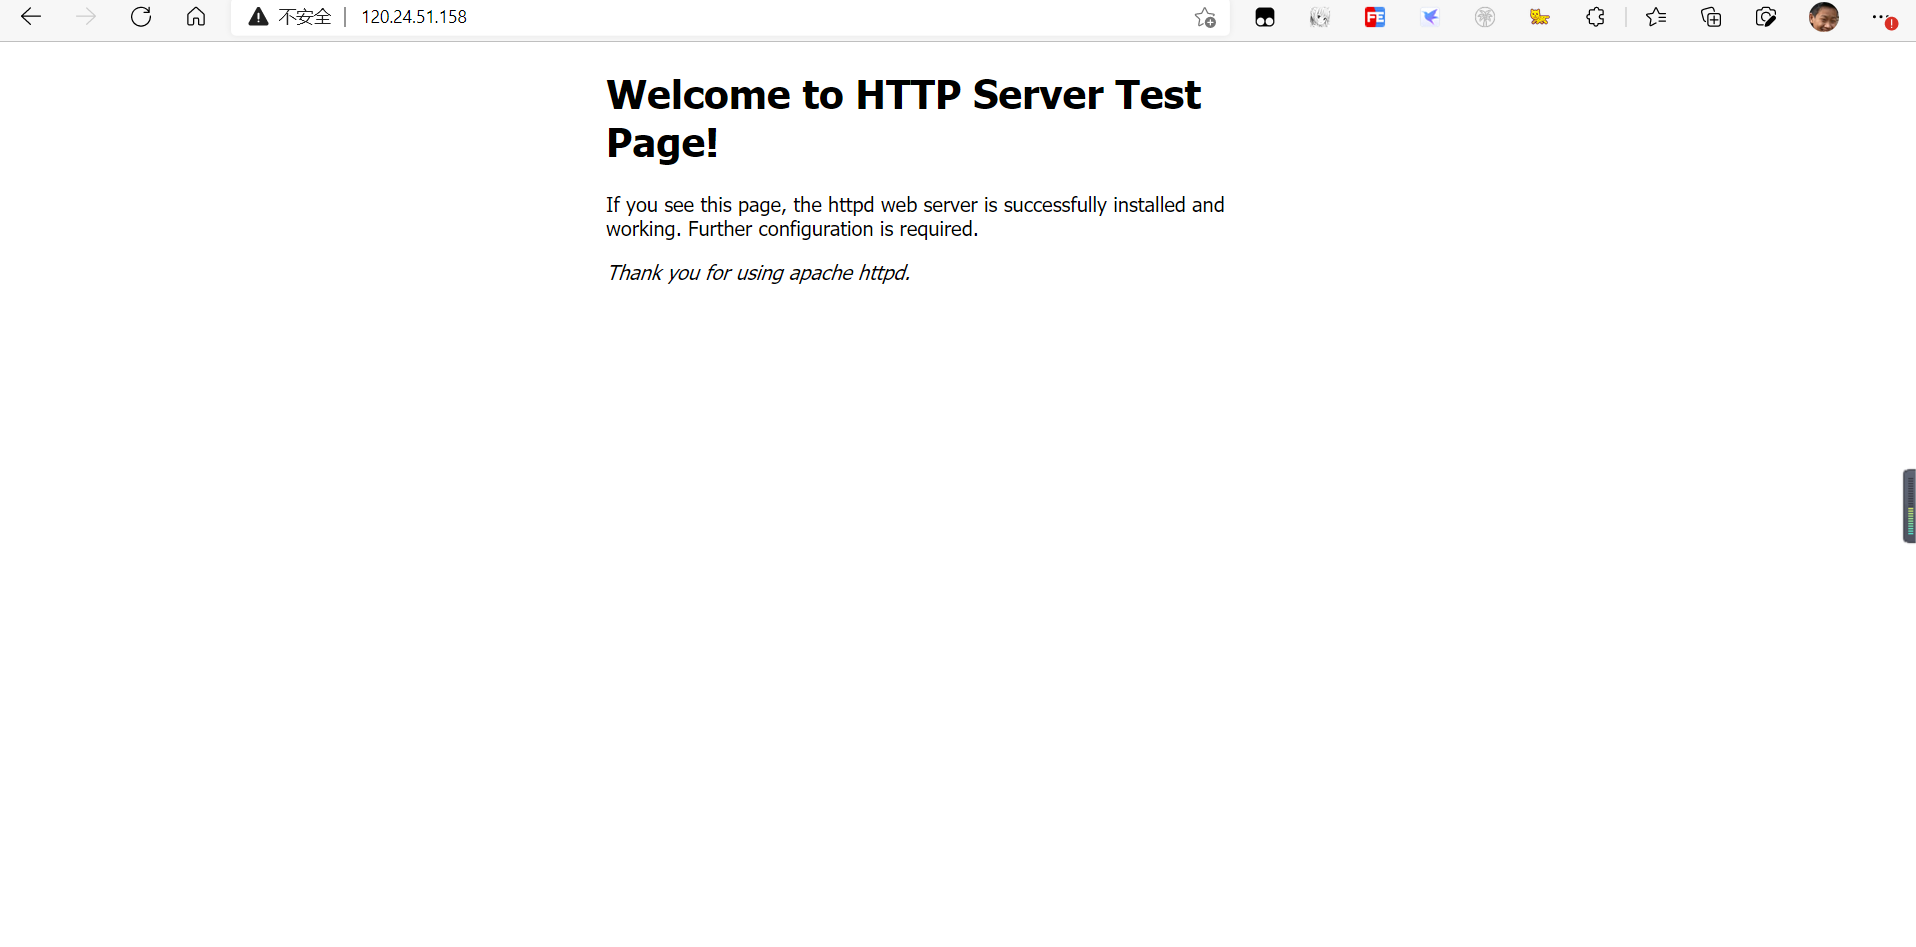 不安全 120.24.51.158
FE
Welcome to HTTP Server Test
Page!
If you see this page, the httpd web server is successfully installed and
working. Further configuration is required.
Thank you for using apache httpd.